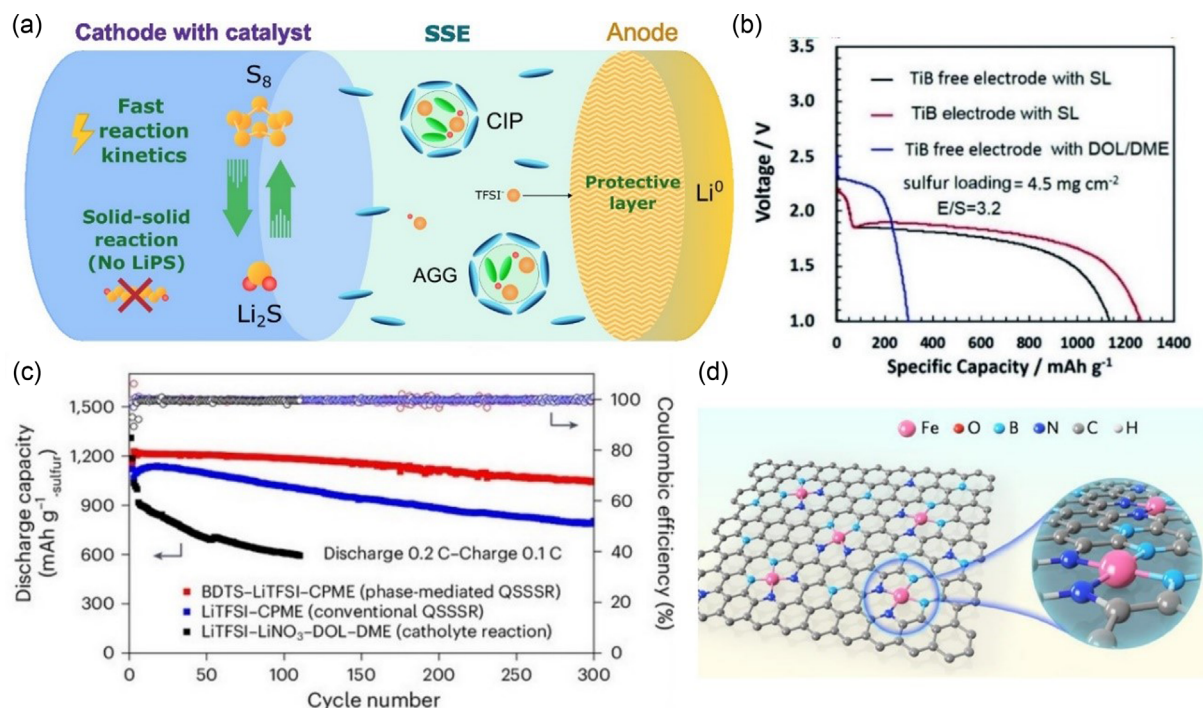 (a)
Cathode with catalyst
SSE
Anode
S₈
Fast
reaction
kinetics
CIP
Solid-solid
reaction
(No LiPS)
Li₂S
TFSI⁻
AGG
Protective
layer
Li⁰
(b)
3.5
3.0
2.5
2.0
1.5
1.0
Voltage / V
TiB free electrode with SL
TiB electrode with SL
TiB free electrode with DOL/DME
sulfur loading = 4.5 mg cm⁻²
E/S=3.2
0 200 400 600 800 1000 1200 1400
Specific Capacity / mAh g⁻¹
(c)
Discharge capacity
(mAh g⁻¹-sulfur)
1,500
1,200
900
600
300
0
100
80
60
40
20
0
Coulombic efficiency
(%)
Discharge 0.2 C–Charge 0.1 C
BDTS–LiTFSI–CPME (phase-mediated QSSSR)
LiTFSI–CPME (conventional QSSSR)
LiTFSI–LiNO₃–DOL–DME (catholyte reaction)
0 50 100 150 200 250 300
Cycle number
(d)
Fe O B N C H